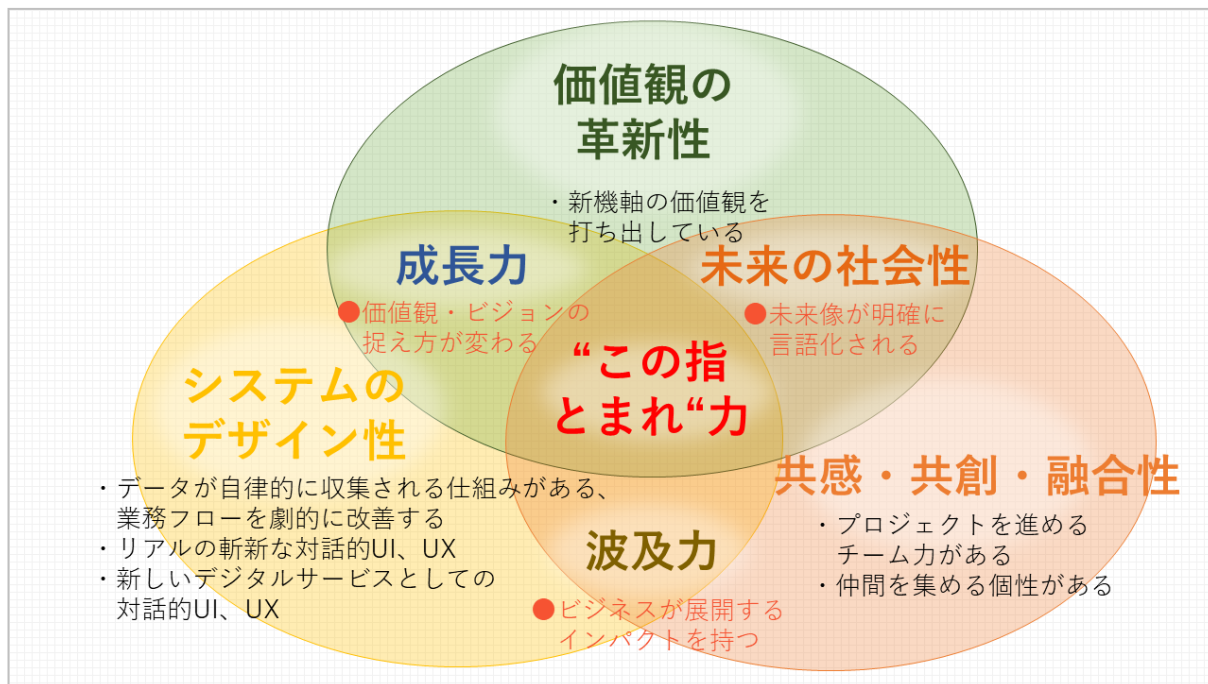 価値観の
革新性
・新機軸の価値観を
打ち出している
成長力
●価値観・ビジョンの
捉え方が変わる
未来の社会性
●未来像が明確に
言語化される
“この指
とまれ“力
システムの
デザイン性
・データが自律的に収集される仕組みがある、
業務フローを劇的に改善する
・リアルの斬新な対話的UI、UX
・新しいデジタルサービスとしての
対話的UI、UX
共感・共創・融合性
・プロジェクトを進める
チーム力がある
・仲間を集める個性がある
波及力
●ビジネスが展開する
インパクトを持つ